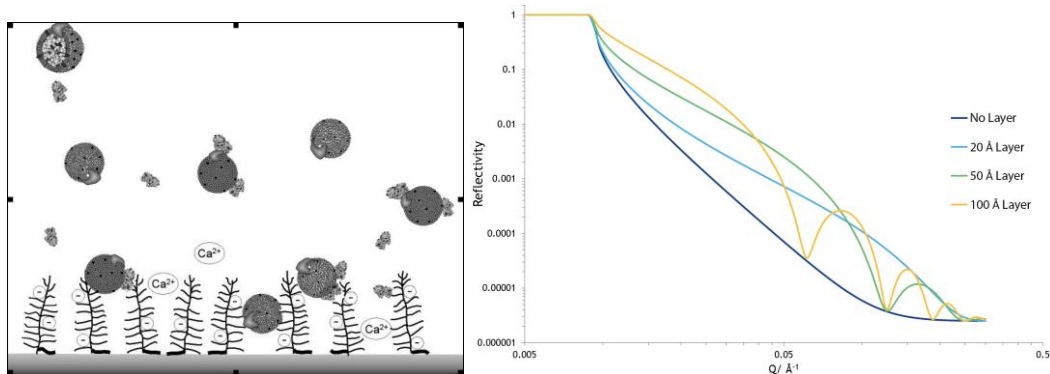 Ca²⁺
Ca²⁺
Ca²⁺
−
−
−
−
−
−
−
−
−
−
−
−
Reflectivity
1
0.1
0.01
0.001
0.0001
0.00001
0.000001
0.005
0.05
0.5
Q/ Å⁻¹
No Layer
20 Å Layer
50 Å Layer
100 Å Layer